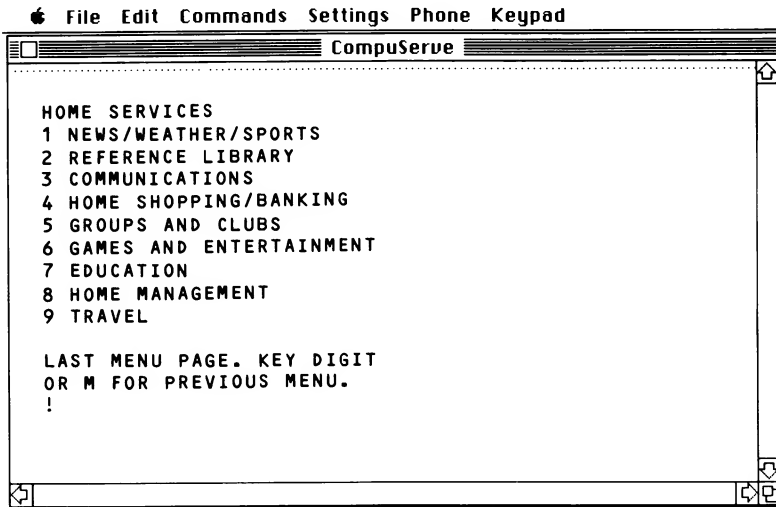 File Edit Commands Settings Phone Keypad
CompuServe
HOME SERVICES
1 NEWS/WEATHER/SPORTS
2 REFERENCE LIBRARY
3 COMMUNICATIONS
4 HOME SHOPPING/BANKING
5 GROUPS AND CLUBS
6 GAMES AND ENTERTAINMENT
7 EDUCATION
8 HOME MANAGEMENT
9 TRAVEL
LAST MENU PAGE. KEY DIGIT
OR M FOR PREVIOUS MENU.
!